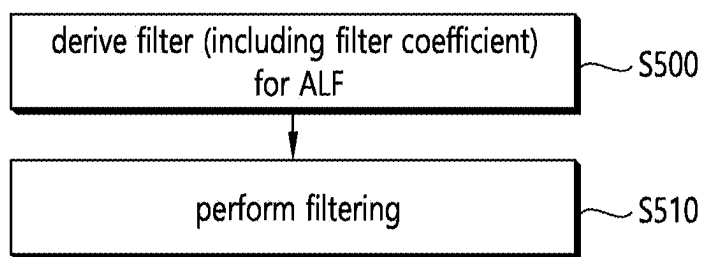 derive filter (including filter coefficient)
for ALF
S500
perform filtering
S510